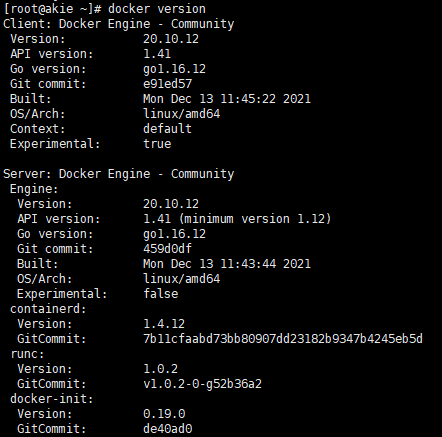 [root@akie ~]# docker version
Client: Docker Engine - Community
 Version:           20.10.12
 API version:       1.41
 Go version:        go1.16.12
 Git commit:        e91ed57
 Built:             Mon Dec 13 11:45:22 2021
 OS/Arch:           linux/amd64
 Context:           default
 Experimental:      true

Server: Docker Engine - Community
 Engine:
  Version:          20.10.12
  API version:      1.41 (minimum version 1.12)
  Go version:       go1.16.12
  Git commit:       459d0df
  Built:            Mon Dec 13 11:43:44 2021
  OS/Arch:          linux/amd64
  Experimental:     false
 containerd:
  Version:          1.4.12
  GitCommit:        7b11cfaabd73bb80907dd23182b9347b4245eb5d
 runc:
  Version:          1.0.2
  GitCommit:        v1.0.2-0-g52b36a2
 docker-init:
  Version:          0.19.0
  GitCommit:        de40ad0